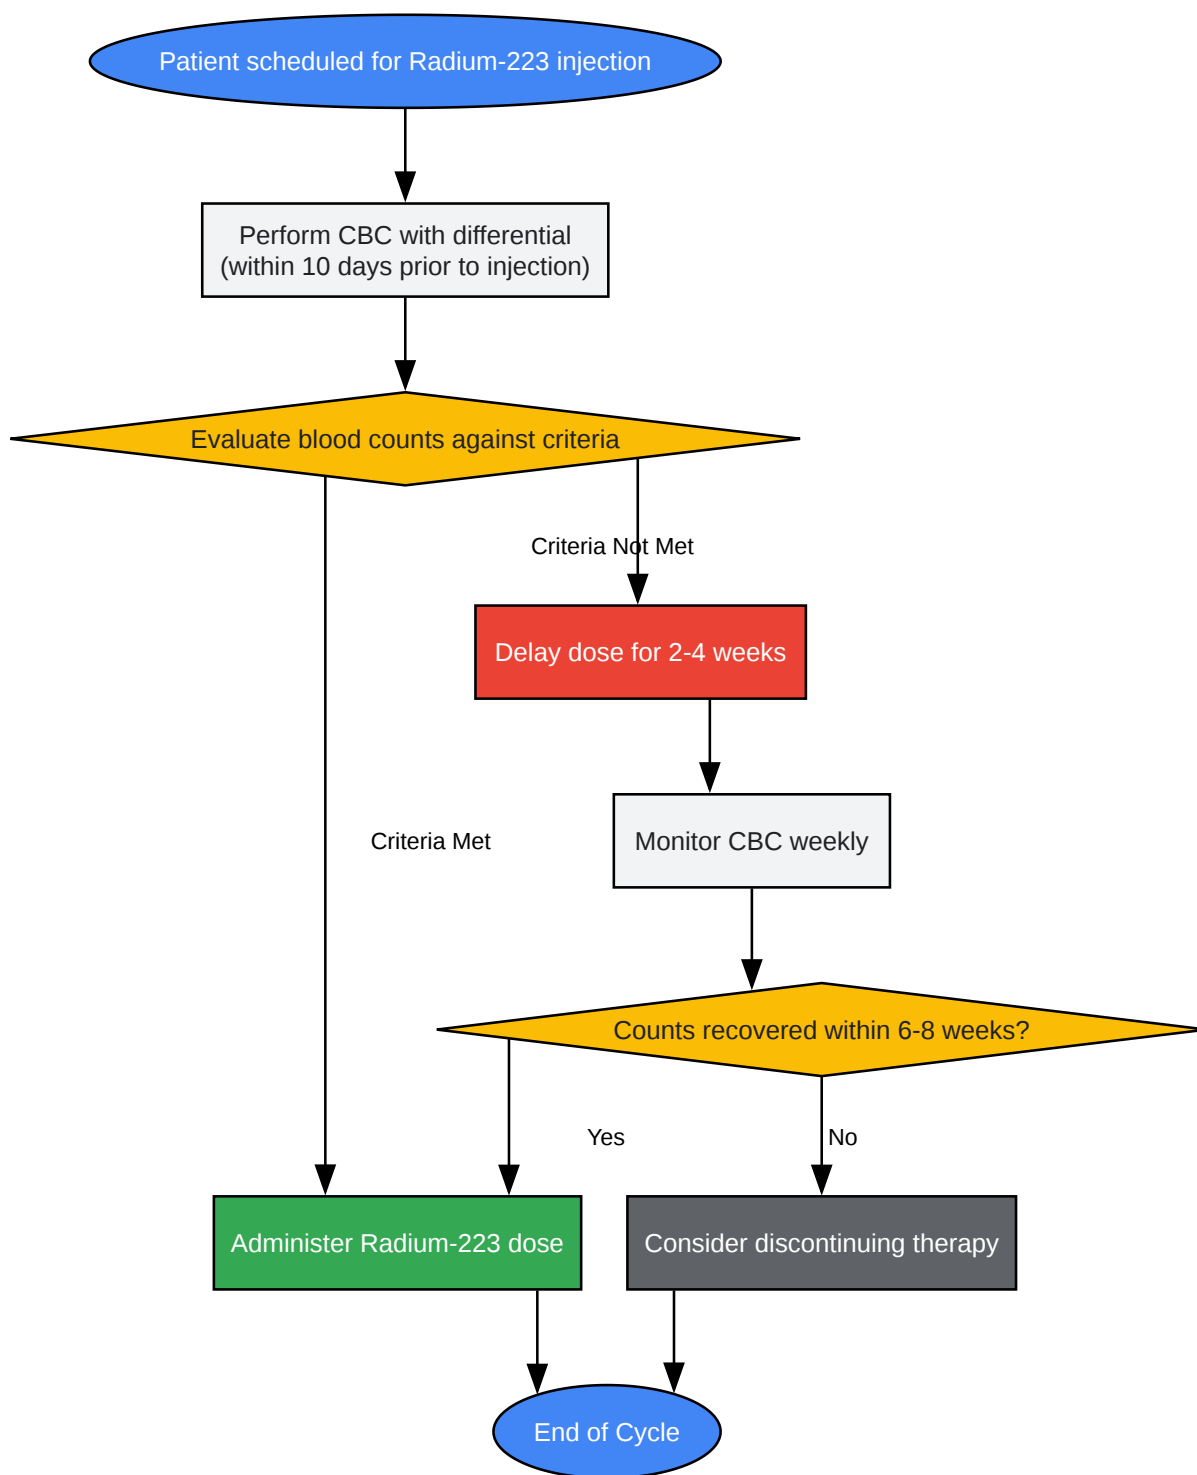 Patient scheduled for Radium-223 injection
Perform CBC with differential
(within 10 days prior to injection)
Evaluate blood counts against criteria
Criteria Not Met
Delay dose for 2-4 weeks
Criteria Met
Monitor CBC weekly
Counts recovered within 6-8 weeks?
Yes
No
Administer Radium-223 dose
Consider discontinuing therapy
End of Cycle